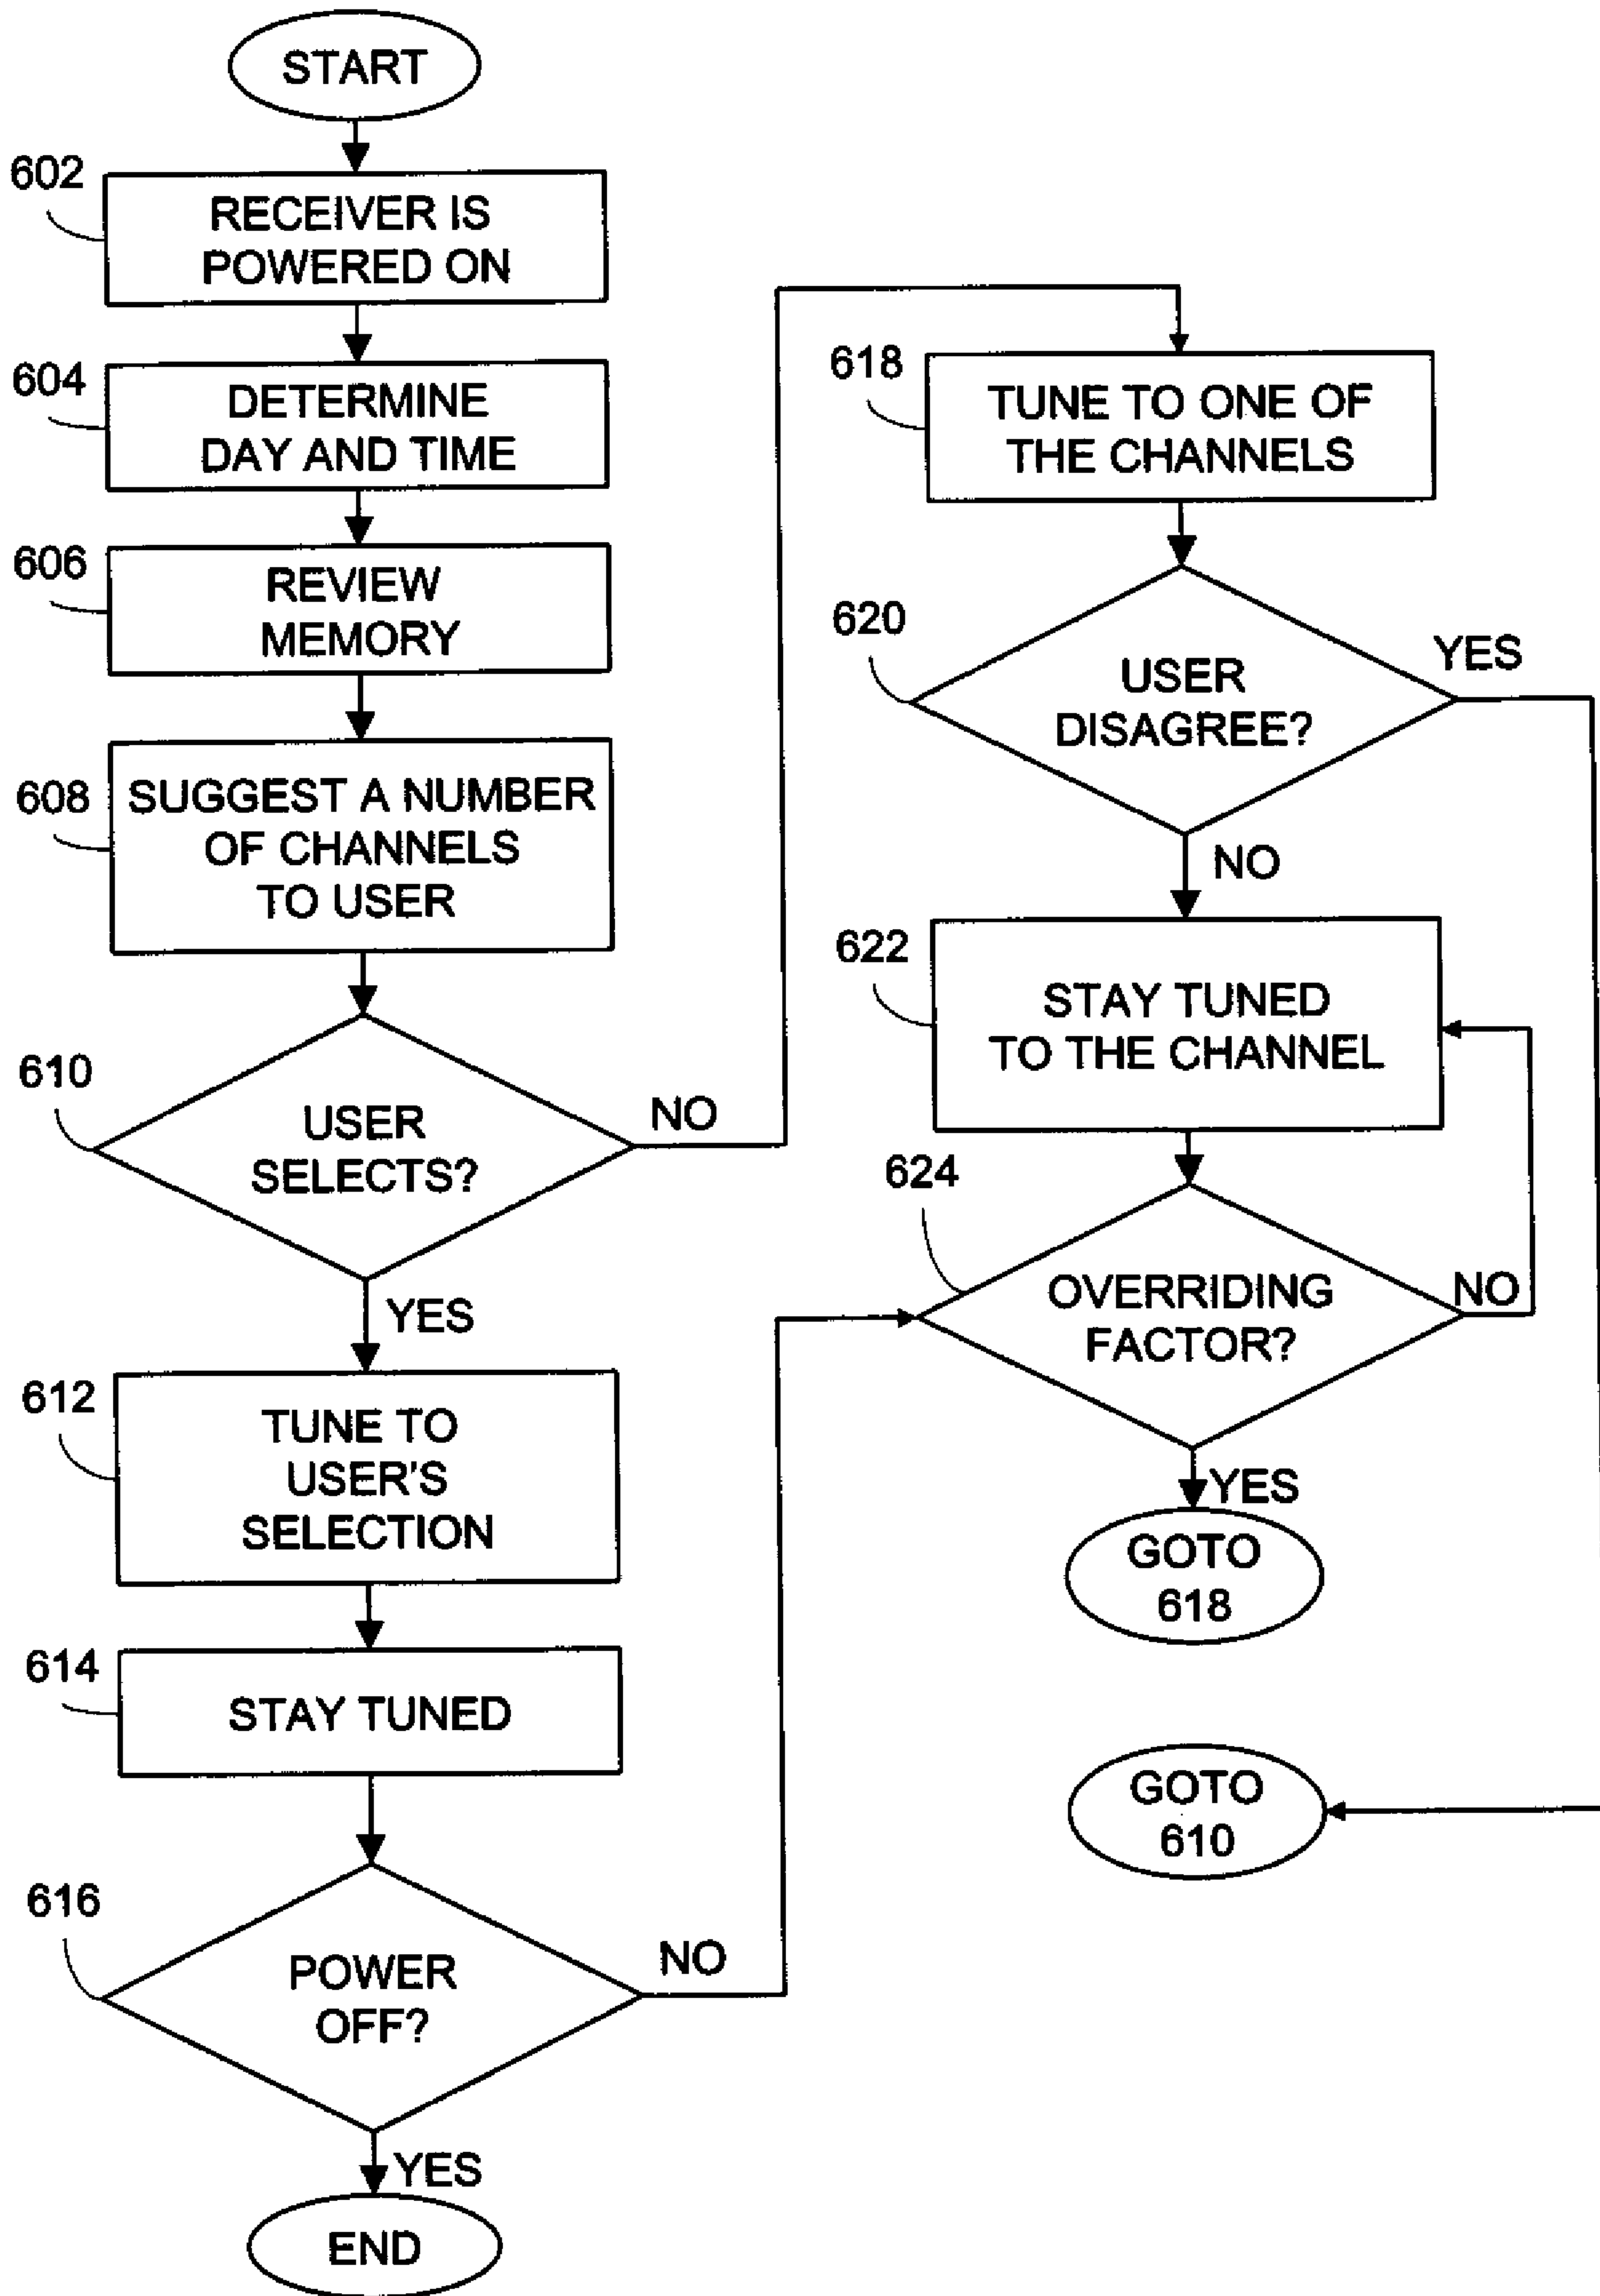 START
602
RECEIVER IS
POWERED ON
604
DETERMINE
DAY AND TIME
606
REVIEW
MEMORY
608
SUGGEST A NUMBER
OF CHANNELS
TO USER
610
USER
SELECTS?
NO
YES
612
TUNE TO
USER'S
SELECTION
614
STAY TUNED
616
POWER
OFF?
NO
YES
END
618
TUNE TO ONE OF
THE CHANNELS
620
USER
DISAGREE?
YES
NO
622
STAY TUNED
TO THE CHANNEL
624
OVERRIDING
FACTOR?
NO
YES
GOTO
618
GOTO
610